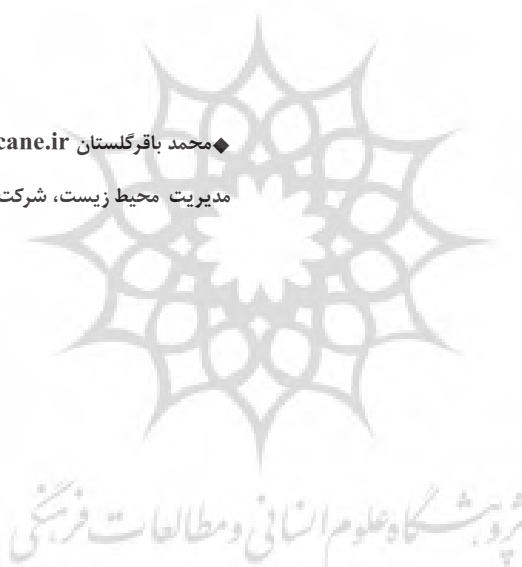 ◆محمد باقرگلستان cane.ir
مدیریت محیط زیست، شرکت
پژوهشگاه علوم انسانی و مطالعات فرهنگی